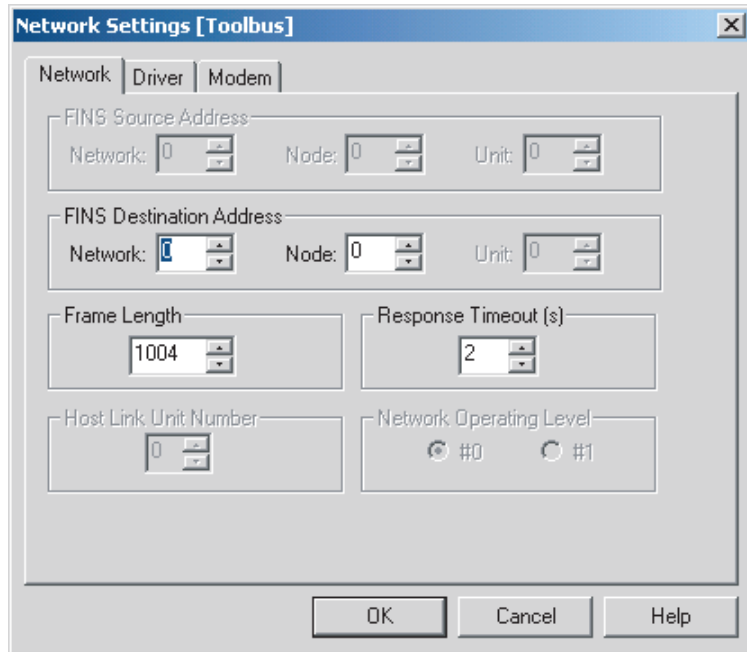 Network Settings [Toolbus]
Network Driver Modem
FINS Source Address
Network: 0 Node: 0 Unit: 0
FINS Destination Address
Network: 0 Node: 0 Unit: 0
Frame Length Response Timeout (s)
1004 2
Host Link Unit Number Network Operating Level
0 #0 #1
OK Cancel Help